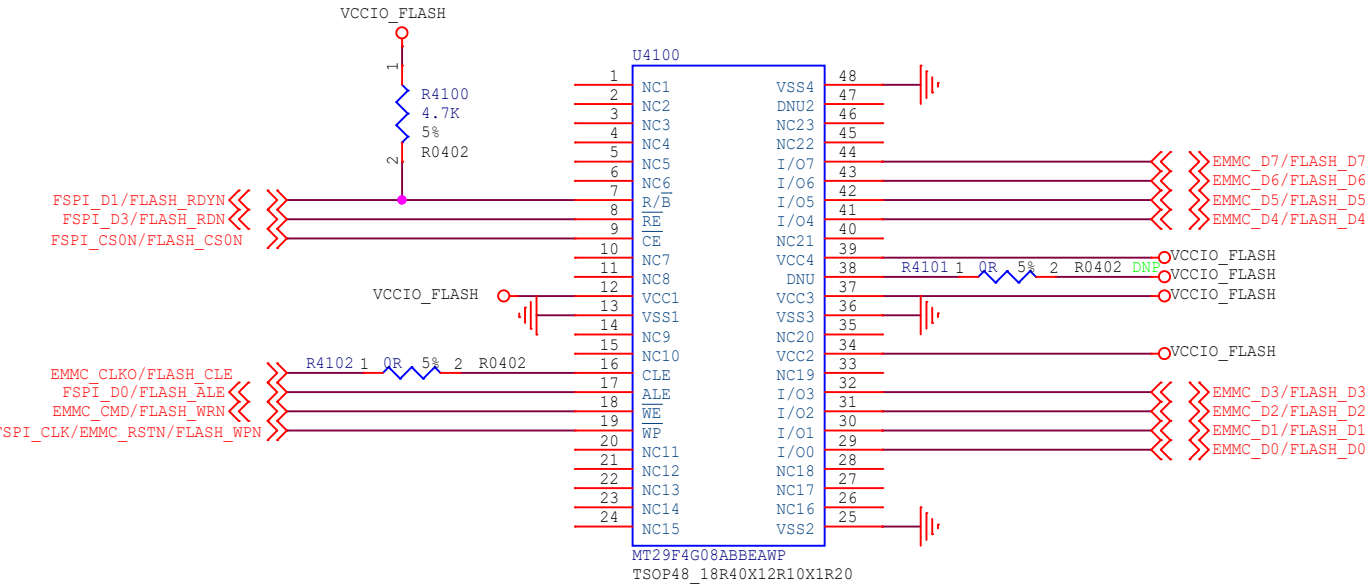 VCCIO_FLASH
1
R4100
4.7K
5%
R0402
2
U4100
1 NC1
2 NC2
3 NC3
4 NC4
5 NC5
6 NC6
FSPI_D1/FLASH_RDYN 7 R/B
FSPI_D3/FLASH_RDN 8 RE
FSPI_CS0N/FLASH_CS0N 9 CE
10 NC7
11 NC8
VCCIO_FLASH 12 VCC1
13 VSS1
14 NC9
15 NC10
EMMC_CLKO/FLASH_CLE R4102 1 0R 5% 2 R0402 16 CLE
FSPI_D0/FLASH_ALE 17 ALE
EMMC_CMD/FLASH_WRN 18 WE
FSPI_CLK/EMMC_RSTN/FLASH_WPN 19 WP
20 NC11
21 NC12
22 NC13
23 NC14
24 NC15
VSS4 48
DNU2 47
NC23 46
NC22 45
I/O7 44 EMMC_D7/FLASH_D7
I/O6 43 EMMC_D6/FLASH_D6
I/O5 42 EMMC_D5/FLASH_D5
I/O4 41 EMMC_D4/FLASH_D4
NC21 40
VCC4 39 VCCIO_FLASH
DNU 38 R4101 1 0R 5% 2 R0402 DNP VCCIO_FLASH
VCC3 37 VCCIO_FLASH
VSS3 36
NC20 35
VCC2 34 VCCIO_FLASH
NC19 33
I/O3 32 EMMC_D3/FLASH_D3
I/O2 31 EMMC_D2/FLASH_D2
I/O1 30 EMMC_D1/FLASH_D1
I/O0 29 EMMC_D0/FLASH_D0
NC18 28
NC17 27
NC16 26
VSS2 25
MT29F4G08ABBEAWP
TSOP48_18R40X12R10X1R20